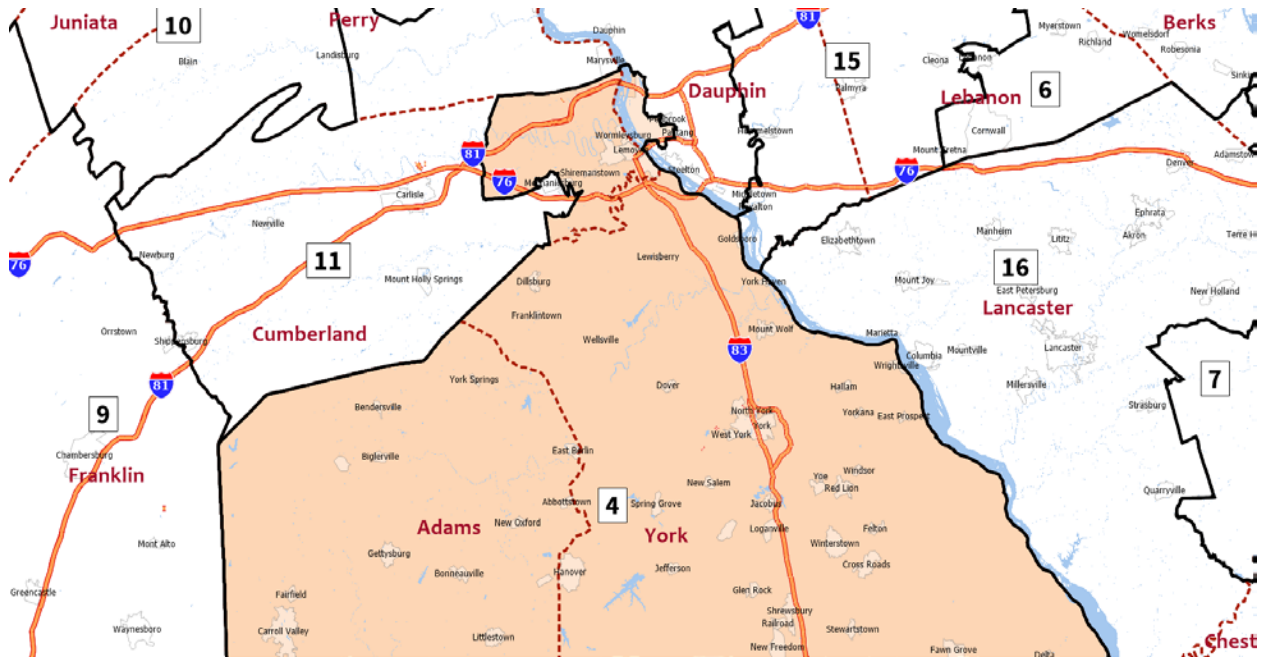 Juniata
10
Perry
Dauphin
81
Berks
Myerstown
Womelsdorf
Richland
Robesonia
Landisburg
Blain
Marysville
15
Cleona
Lebanon
Palmyra
Dauphin
Lebanon
6
Wormleysburg
Paxtang
Hummelstown
Cornwall
Lemoyne
Mount Gretna
81
76
Shiremanstown
Mechanicsburg
Steelton
76
Denver
Adamstown
Carlisle
Middletown
Royalton
Newville
Ephrata
Goldsboro
Elizabethtown
Manheim
Lititz
Akron
Terre H
Newburg
76
11
Lewisberry
Mount Holly Springs
Dillsburg
York Haven
Mount Joy
16
East Petersburg
New Holland
Lancaster
Franklintown
Orrstown
Shippensburg
Cumberland
Wellsville
Mount Wolf
Marietta
Columbia
Mountville
Lancaster
83
Wrightsville
York Springs
Dover
Hallam
Millersville
7
81
Strasburg
9
Bendersville
North York
York
Yorkana
East Prospect
West York
Chambersburg
Biglerville
East Berlin
Franklin
Windsor
Yoe
Red Lion
New Salem
Quarryville
Abbottstown
4
Spring Grove
Jacobus
Adams
New Oxford
York
Loganville
Felton
Mont Alto
Winterstown
Gettysburg
Cross Roads
Bonneauville
Hanover
Jefferson
Greencastle
Fairfield
Glen Rock
Shrewsbury
Railroad
Waynesboro
Carroll Valley
Littlestown
Stewartstown
Chest
New Freedom
Fawn Grove
Delta